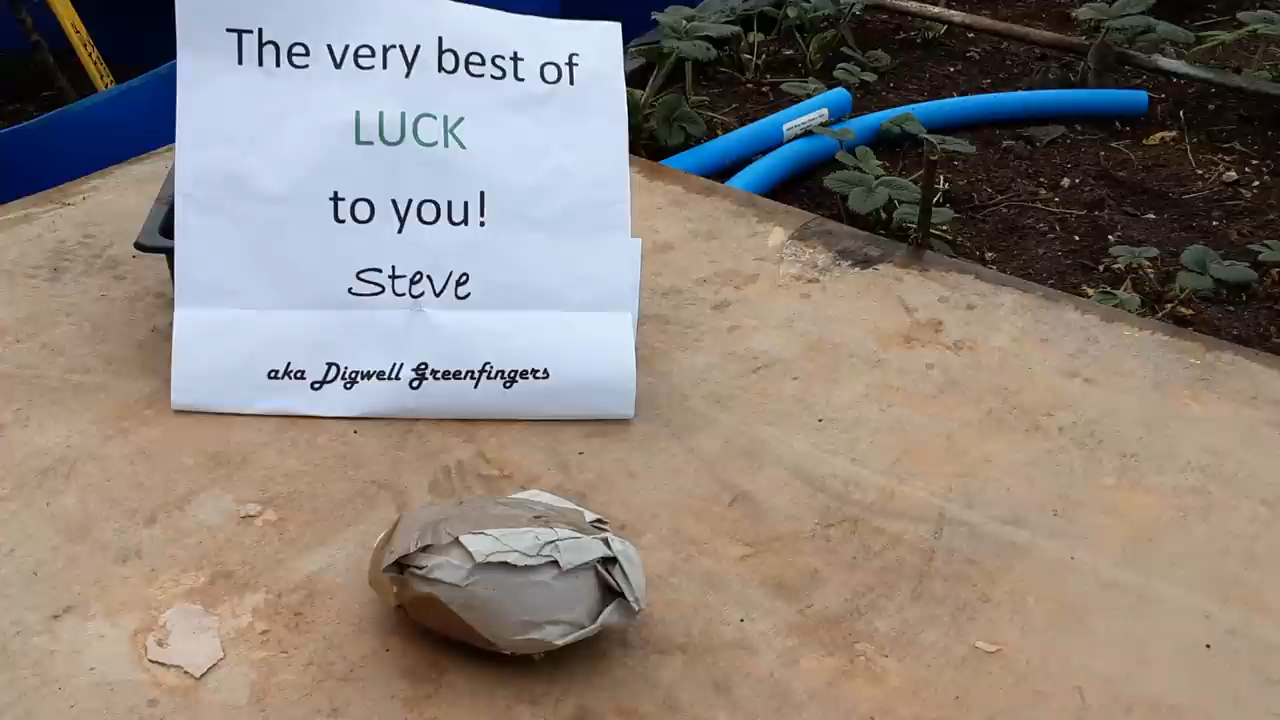 The very best of
LUCK
to you!
Steve
aka Digwell Greenfingers